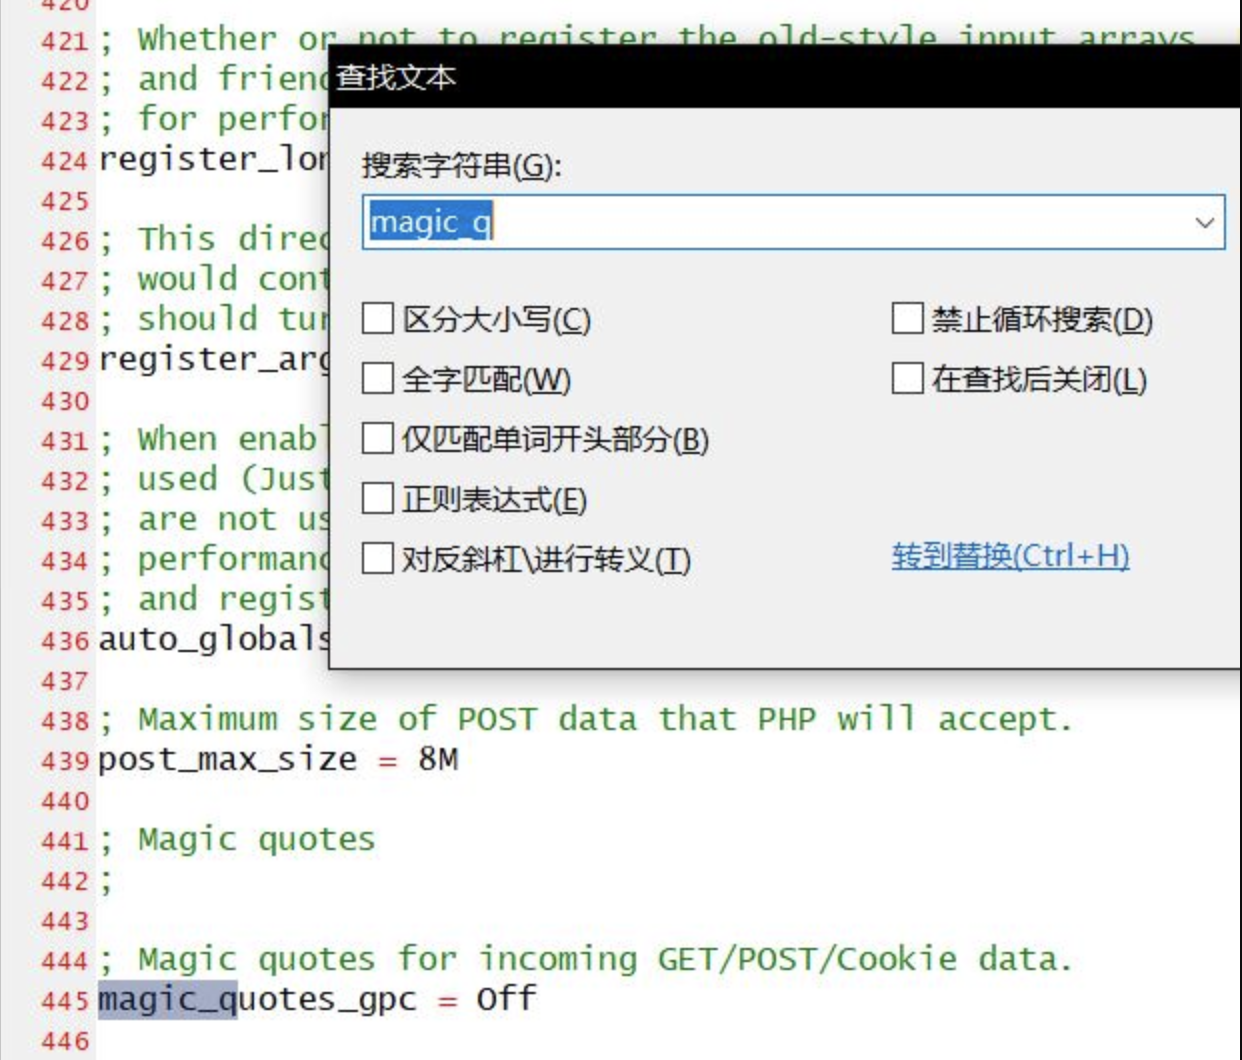 420
421 ; Whether or not to register the old-style input arrays
422 ; and friend
423 ; for perfor
424 register_lon
425
426 ; This direc
427 ; would cont
428 ; should tur
429 register_arg
430
431 ; When enabl
432 ; used (Just
433 ; are not us
434 ; performanc
435 ; and regist
436 auto_globals
查找文本
搜索字符串(G):
magic_q
区分大小写(C)
禁止循环搜索(D)
全字匹配(W)
在查找后关闭(L)
仅匹配单词开头部分(B)
正则表达式(E)
对反斜杠\进行转义(T)
转到替换(Ctrl+H)
437
438 ; Maximum size of POST data that PHP will accept.
439 post_max_size = 8M
440
441 ; Magic quotes
442 ;
443
444 ; Magic quotes for incoming GET/POST/Cookie data.
445 magic_quotes_gpc = Off
446